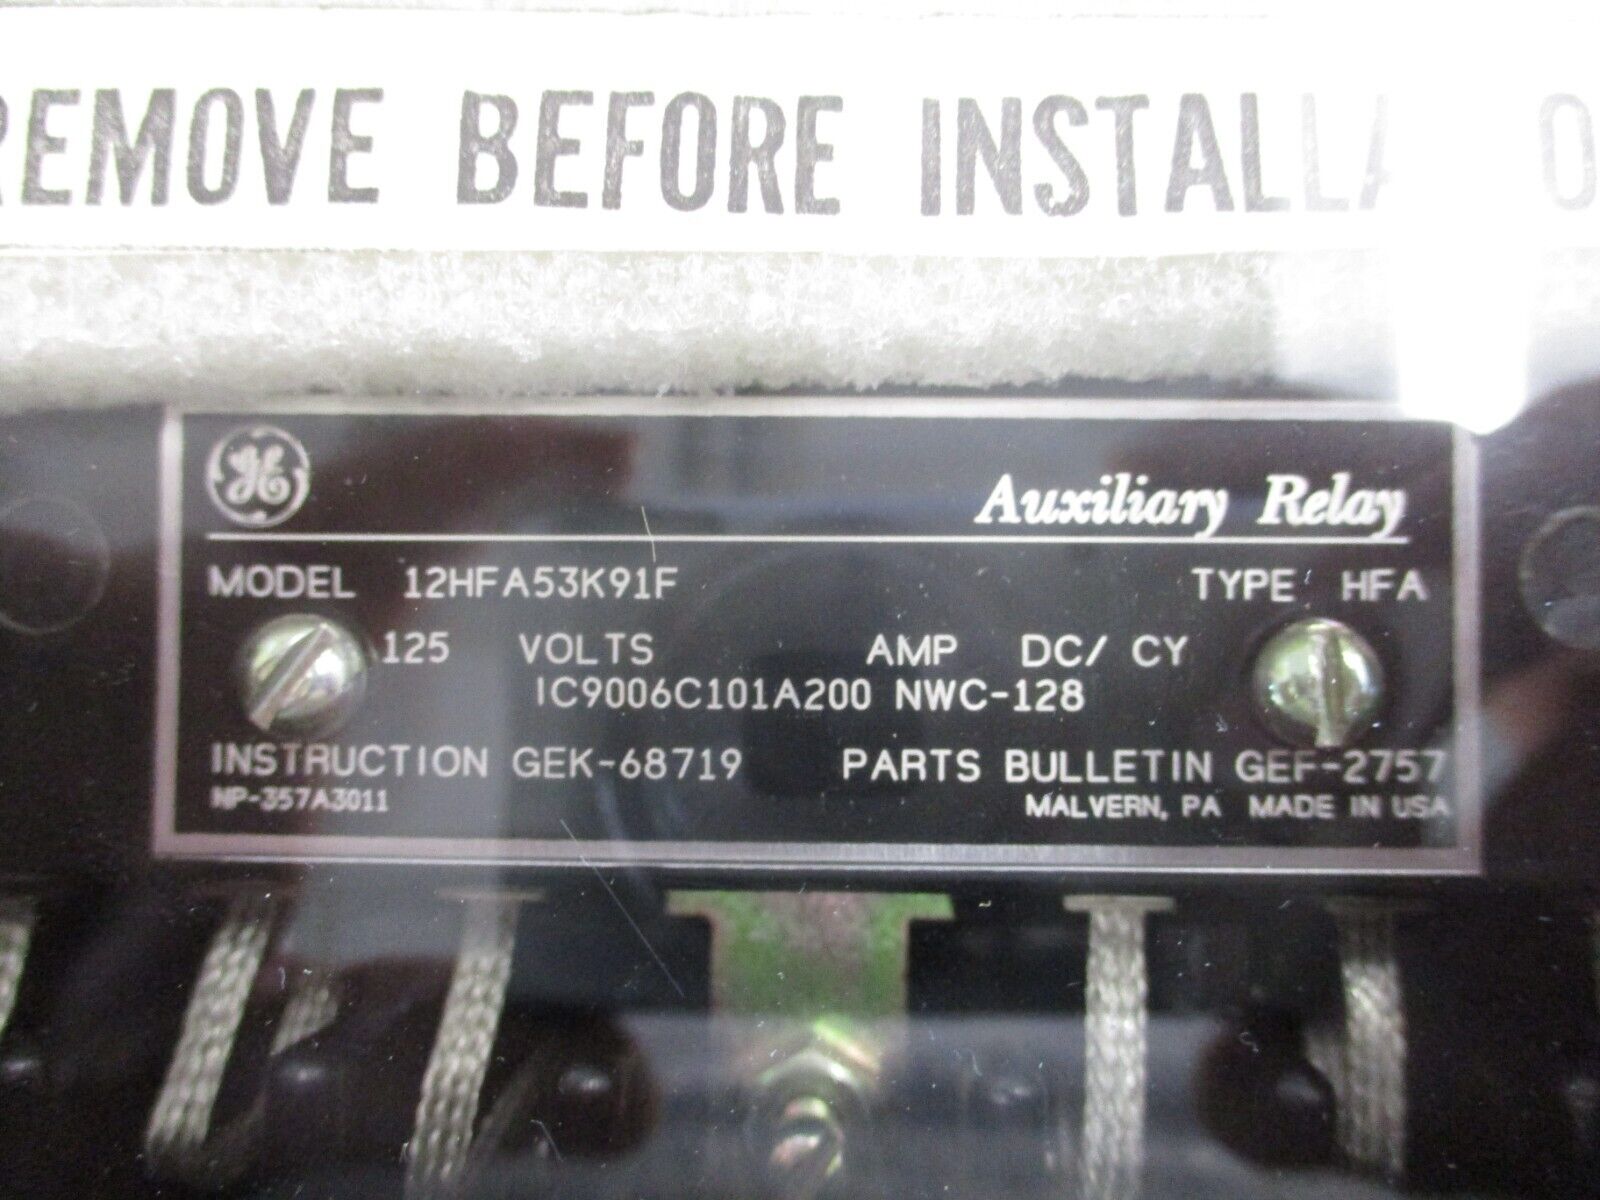 REMOVE BEFORE INSTALLA O
GE
Auxiliary Relay
MODEL 12HFA53K91F TYPE HFA
125 VOLTS AMP DC/ CY
IC9006C101A200 NWC-128
INSTRUCTION GEK-68719 PARTS BULLETIN GEF-2757
NP-357A3011 MALVERN, PA MADE IN USA